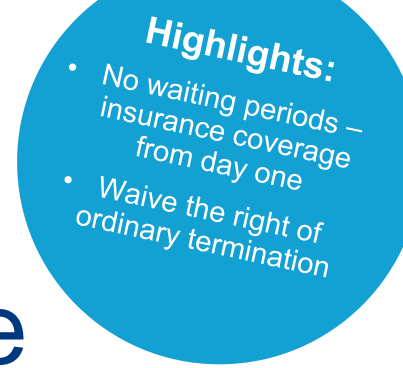 Highlights:
• No waiting periods –
insurance coverage
from day one
• Waive the right of
ordinary termination
e